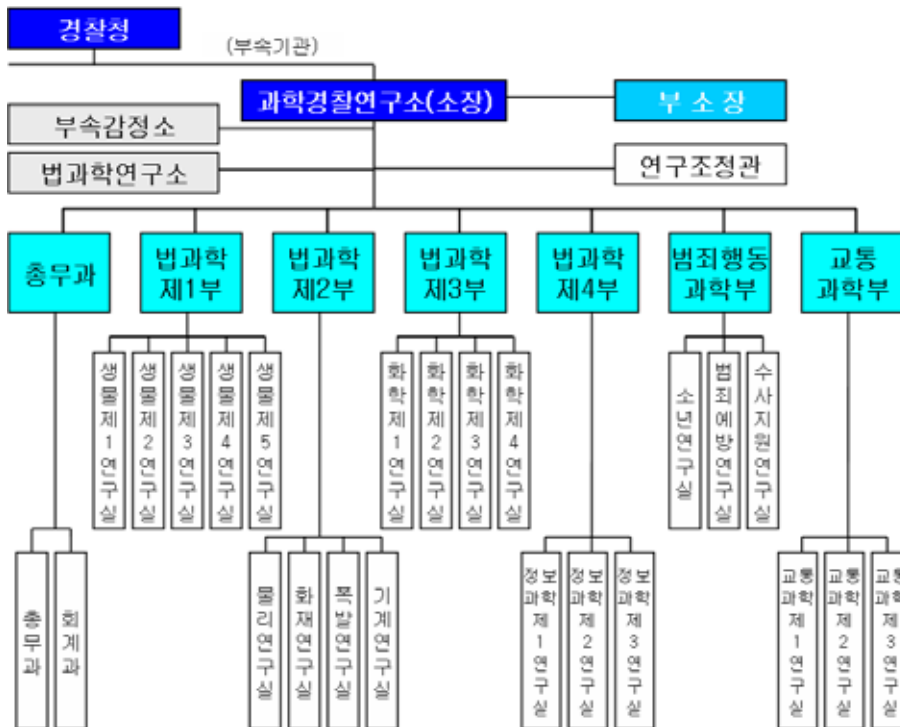 경찰청
(부속기관)
과학경찰연구소(소장)
부 소 장
부속감정소
법과학연구소
연구조정관
총무과
법과학
제1부
법과학
제2부
법과학
제3부
법과학
제4부
범죄행동
과학부
교통
과학부
생물제1연구실
생물제2연구실
생물제3연구실
생물제4연구실
생물제5연구실
화학제1연구실
화학제2연구실
화학제3연구실
화학제4연구실
소년연구실
범죄예방연구실
수사지원연구실
총무과
회계과
물리연구실
화재연구실
폭발연구실
기계연구실
정보과학제1연구실
정보과학제2연구실
정보과학제3연구실
교통과학제1연구실
교통과학제2연구실
교통과학제3연구실